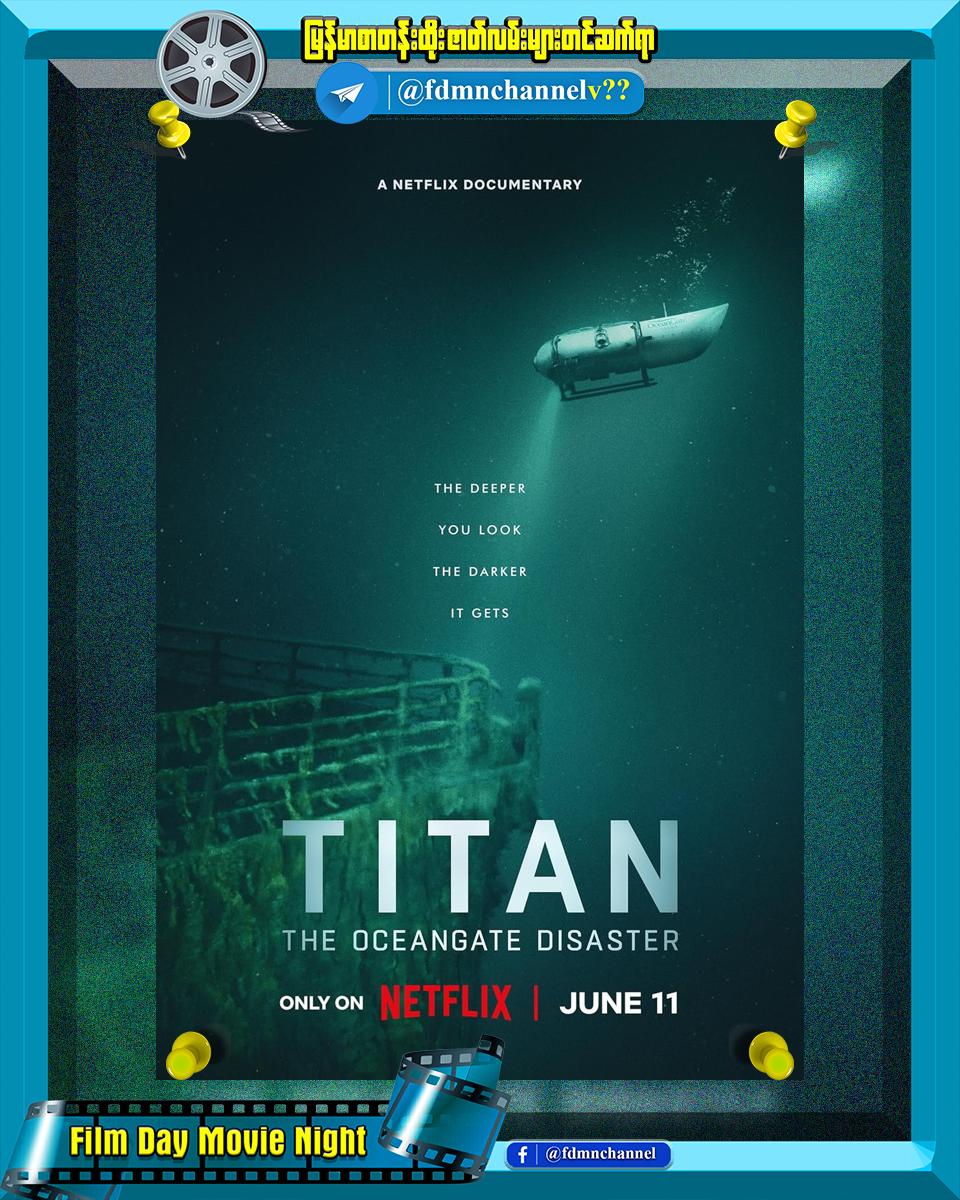 မြန်မာစာတန်းထိုးဇာတ်လမ်းများတင်ဆက်ရာ
@fdmnchannelv??
A NETFLIX DOCUMENTARY
OceanGate
THE DEEPER
YOU LOOK
THE DARKER
IT GETS
TITAN
THE OCEANGATE DISASTER
ONLY ON NETFLIX | JUNE 11
Film Day Movie Night
@fdmnchannel